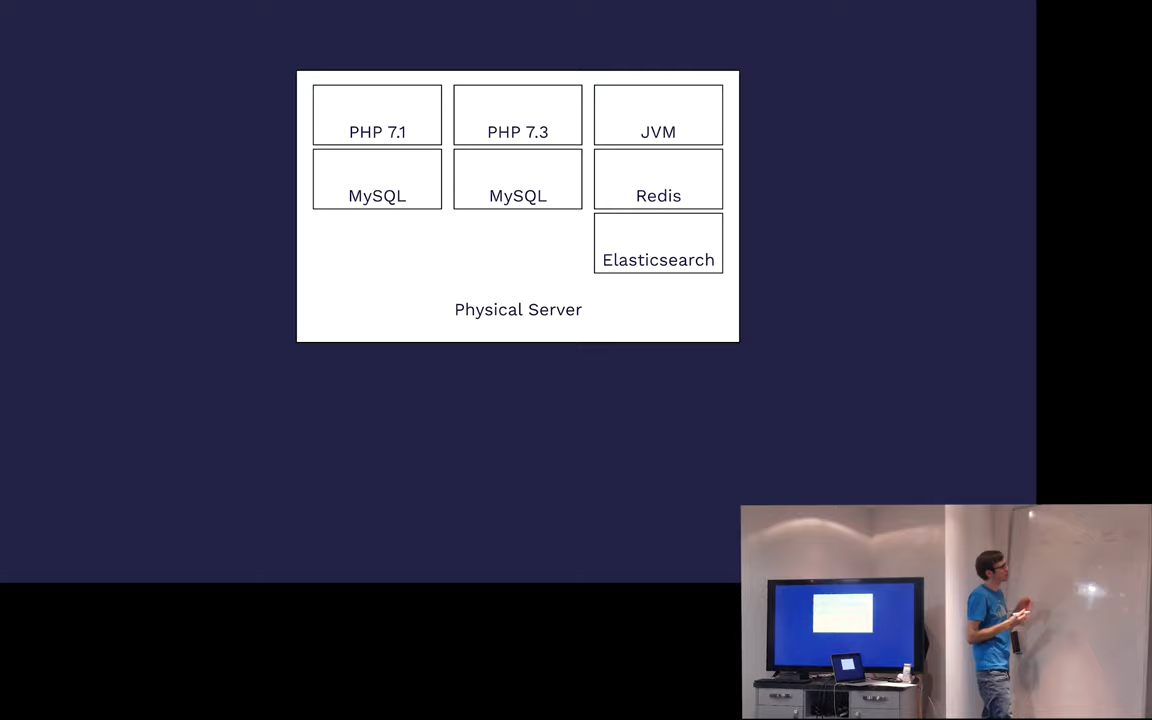 PHP 7.1
PHP 7.3
JVM
MySQL
MySQL
Redis
Elasticsearch
Physical Server